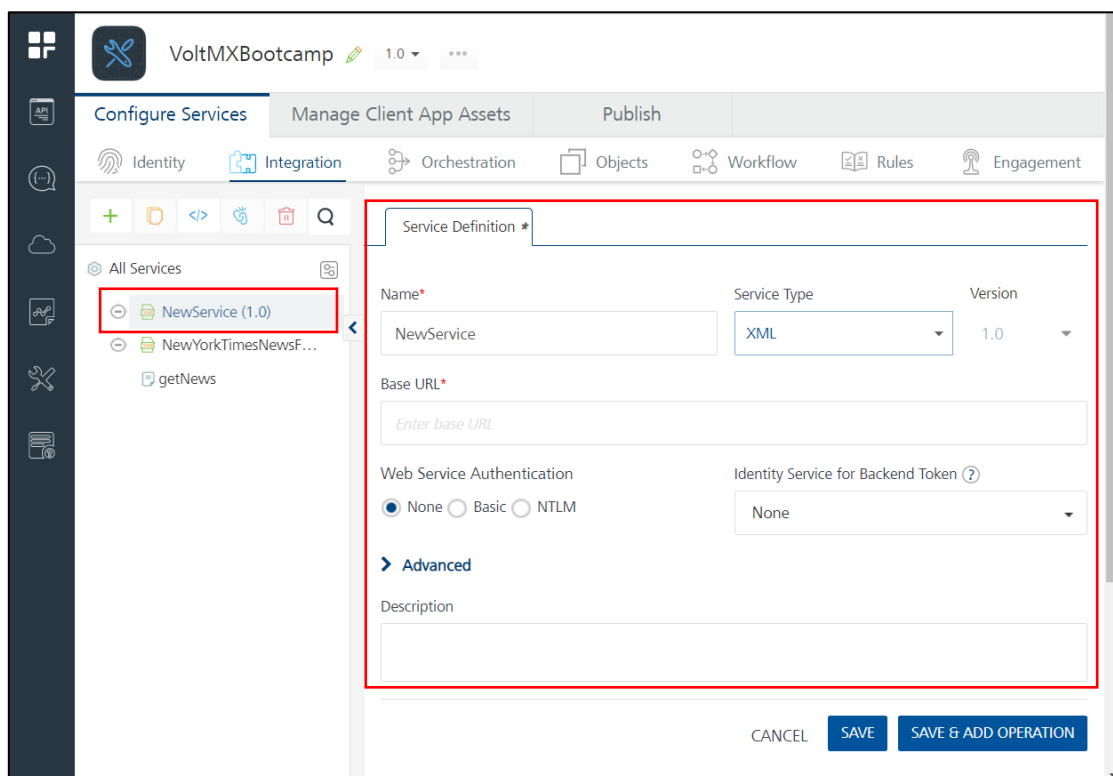 VoltMXBootcamp 1.0
API
Configure Services Manage Client App Assets Publish
Identity Integration Orchestration Objects Workflow Rules Engagement
Service Definition *
All Services
NewService (1.0)
NewYorkTimesNewsF...
getNews
Name* Service Type Version
NewService XML 1.0
Base URL*
Enter base URL
Web Service Authentication Identity Service for Backend Token ?
None Basic NTLM None
Advanced
Description
CANCEL SAVE SAVE & ADD OPERATION